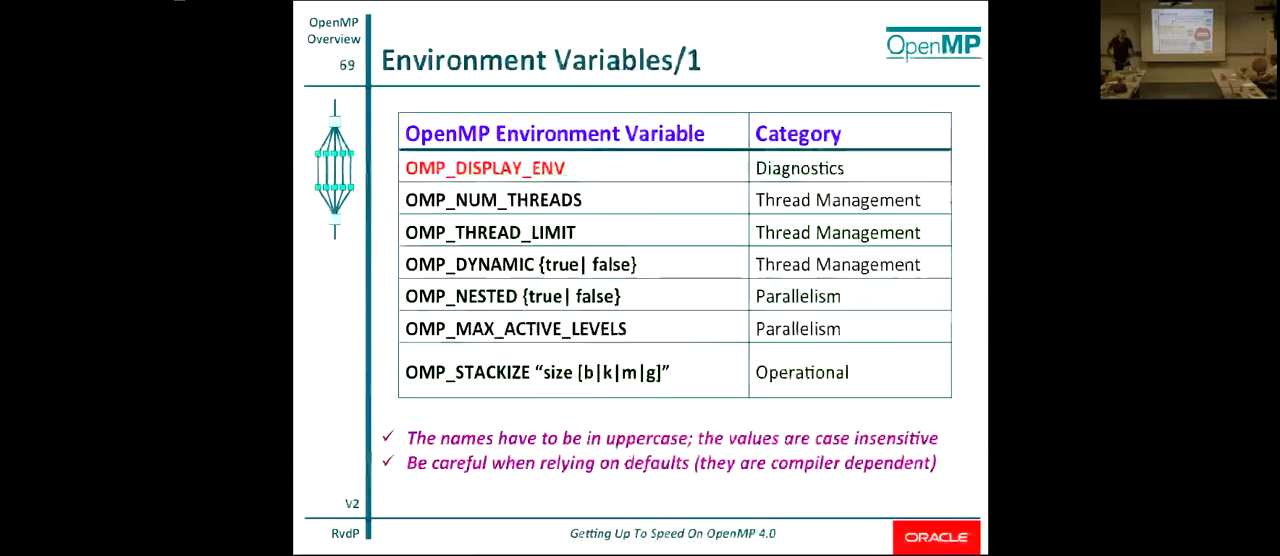 OpenMP
Overview
69
Environment Variables/1
OpenMP
OpenMP Environment Variable Category
OMP_DISPLAY_ENV Diagnostics
OMP_NUM_THREADS Thread Management
OMP_THREAD_LIMIT Thread Management
OMP_DYNAMIC {true| false} Thread Management
OMP_NESTED {true| false} Parallelism
OMP_MAX_ACTIVE_LEVELS Parallelism
OMP_STACKIZE “size [b|k|m|g]” Operational
✓ The names have to be in uppercase; the values are case insensitive
✓ Be careful when relying on defaults (they are compiler dependent)
V2
RvdP
Getting Up To Speed On OpenMP 4.0
ORACLE